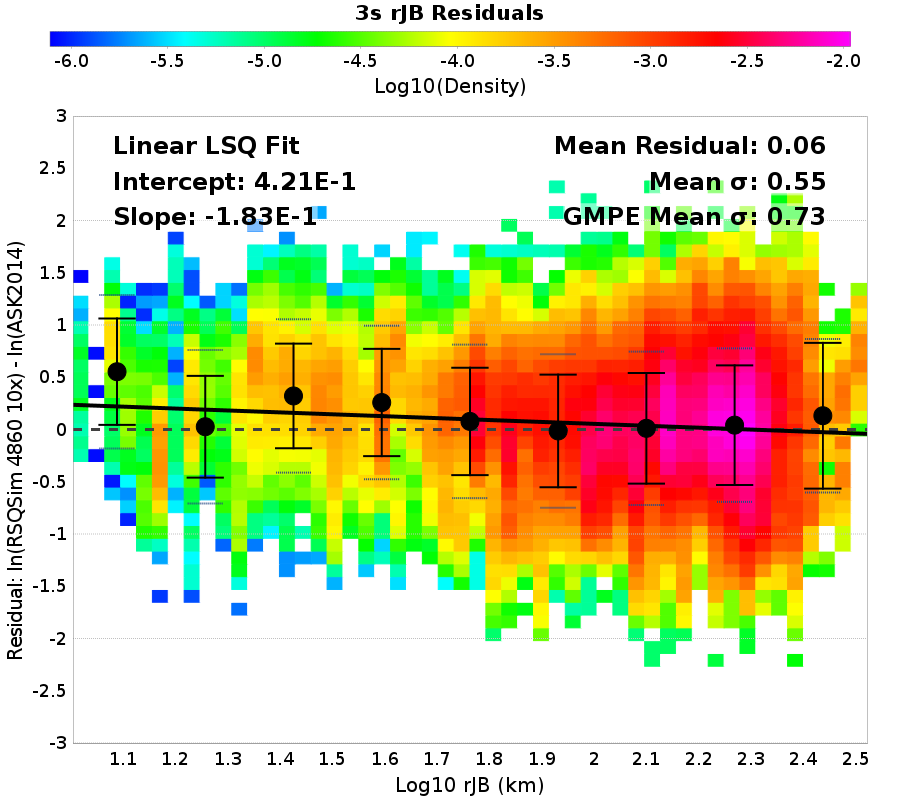 3s rJB Residuals
-6.0 -5.5 -5.0 -4.5 -4.0 -3.5 -3.0 -2.5 -2.0
Log10(Density)
Linear LSQ Fit
Intercept: 4.21E-1
Slope: -1.83E-1
Mean Residual: 0.06
Mean σ: 0.55
GMPE Mean σ: 0.73
Residual: ln(RSQSim 4860 10x) - ln(ASK2014)
3
2.5
2
1.5
1
0.5
0
-0.5
-1
-1.5
-2
-2.5
-3
1.1 1.2 1.3 1.4 1.5 1.6 1.7 1.8 1.9 2 2.1 2.2 2.3 2.4 2.5
Log10 rJB (km)